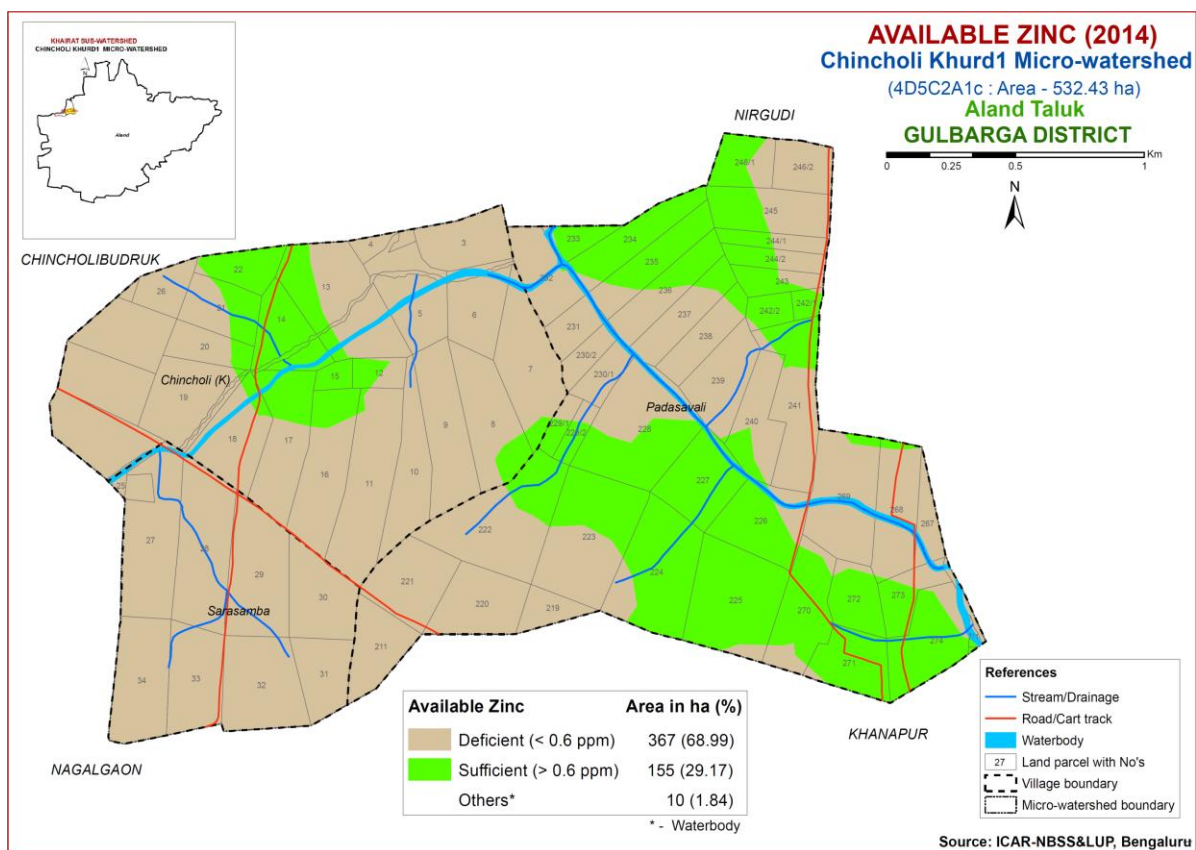 KHAIRAT SUB-WATERSHED
CHINCHOLI KHURD1 MICRO-WATERSHED
N
Aland
AVAILABLE ZINC (2014)
Chincholi Khurd1 Micro-watershed
(4D5C2A1c : Area - 532.43 ha)
Aland Taluk
GULBARGA DISTRICT
Km
0 0.25 0.5 1
N
NIRGUDI
CHINCHOLIBUDRUK
NAGALGAON
KHANAPUR
Chincholi (K)
Padasavali
Sarasamba
246/1 246/2
245
244/1
244/2
243
242/2 242/
233 234
235
236
232
237
231 238
230/2
230/1 239
240 241
229/1
229/2 228
227
226
222 223
224
225
221
220
219
211
270
271
272 273
274
269 268 267
4 3
22 13
26
21 14 5 6
20
15 12 7
19
18 17 9 8
16 11 10
25
27 28
29
30
34 33 32 31
Available Zinc Area in ha (%)
Deficient (< 0.6 ppm) 367 (68.99)
Sufficient (> 0.6 ppm) 155 (29.17)
Others* 10 (1.84)
* - Waterbody
References
Stream/Drainage
Road/Cart track
Waterbody
27 Land parcel with No's
Village boundary
Micro-watershed boundary
Source: ICAR-NBSS&LUP, Bengaluru